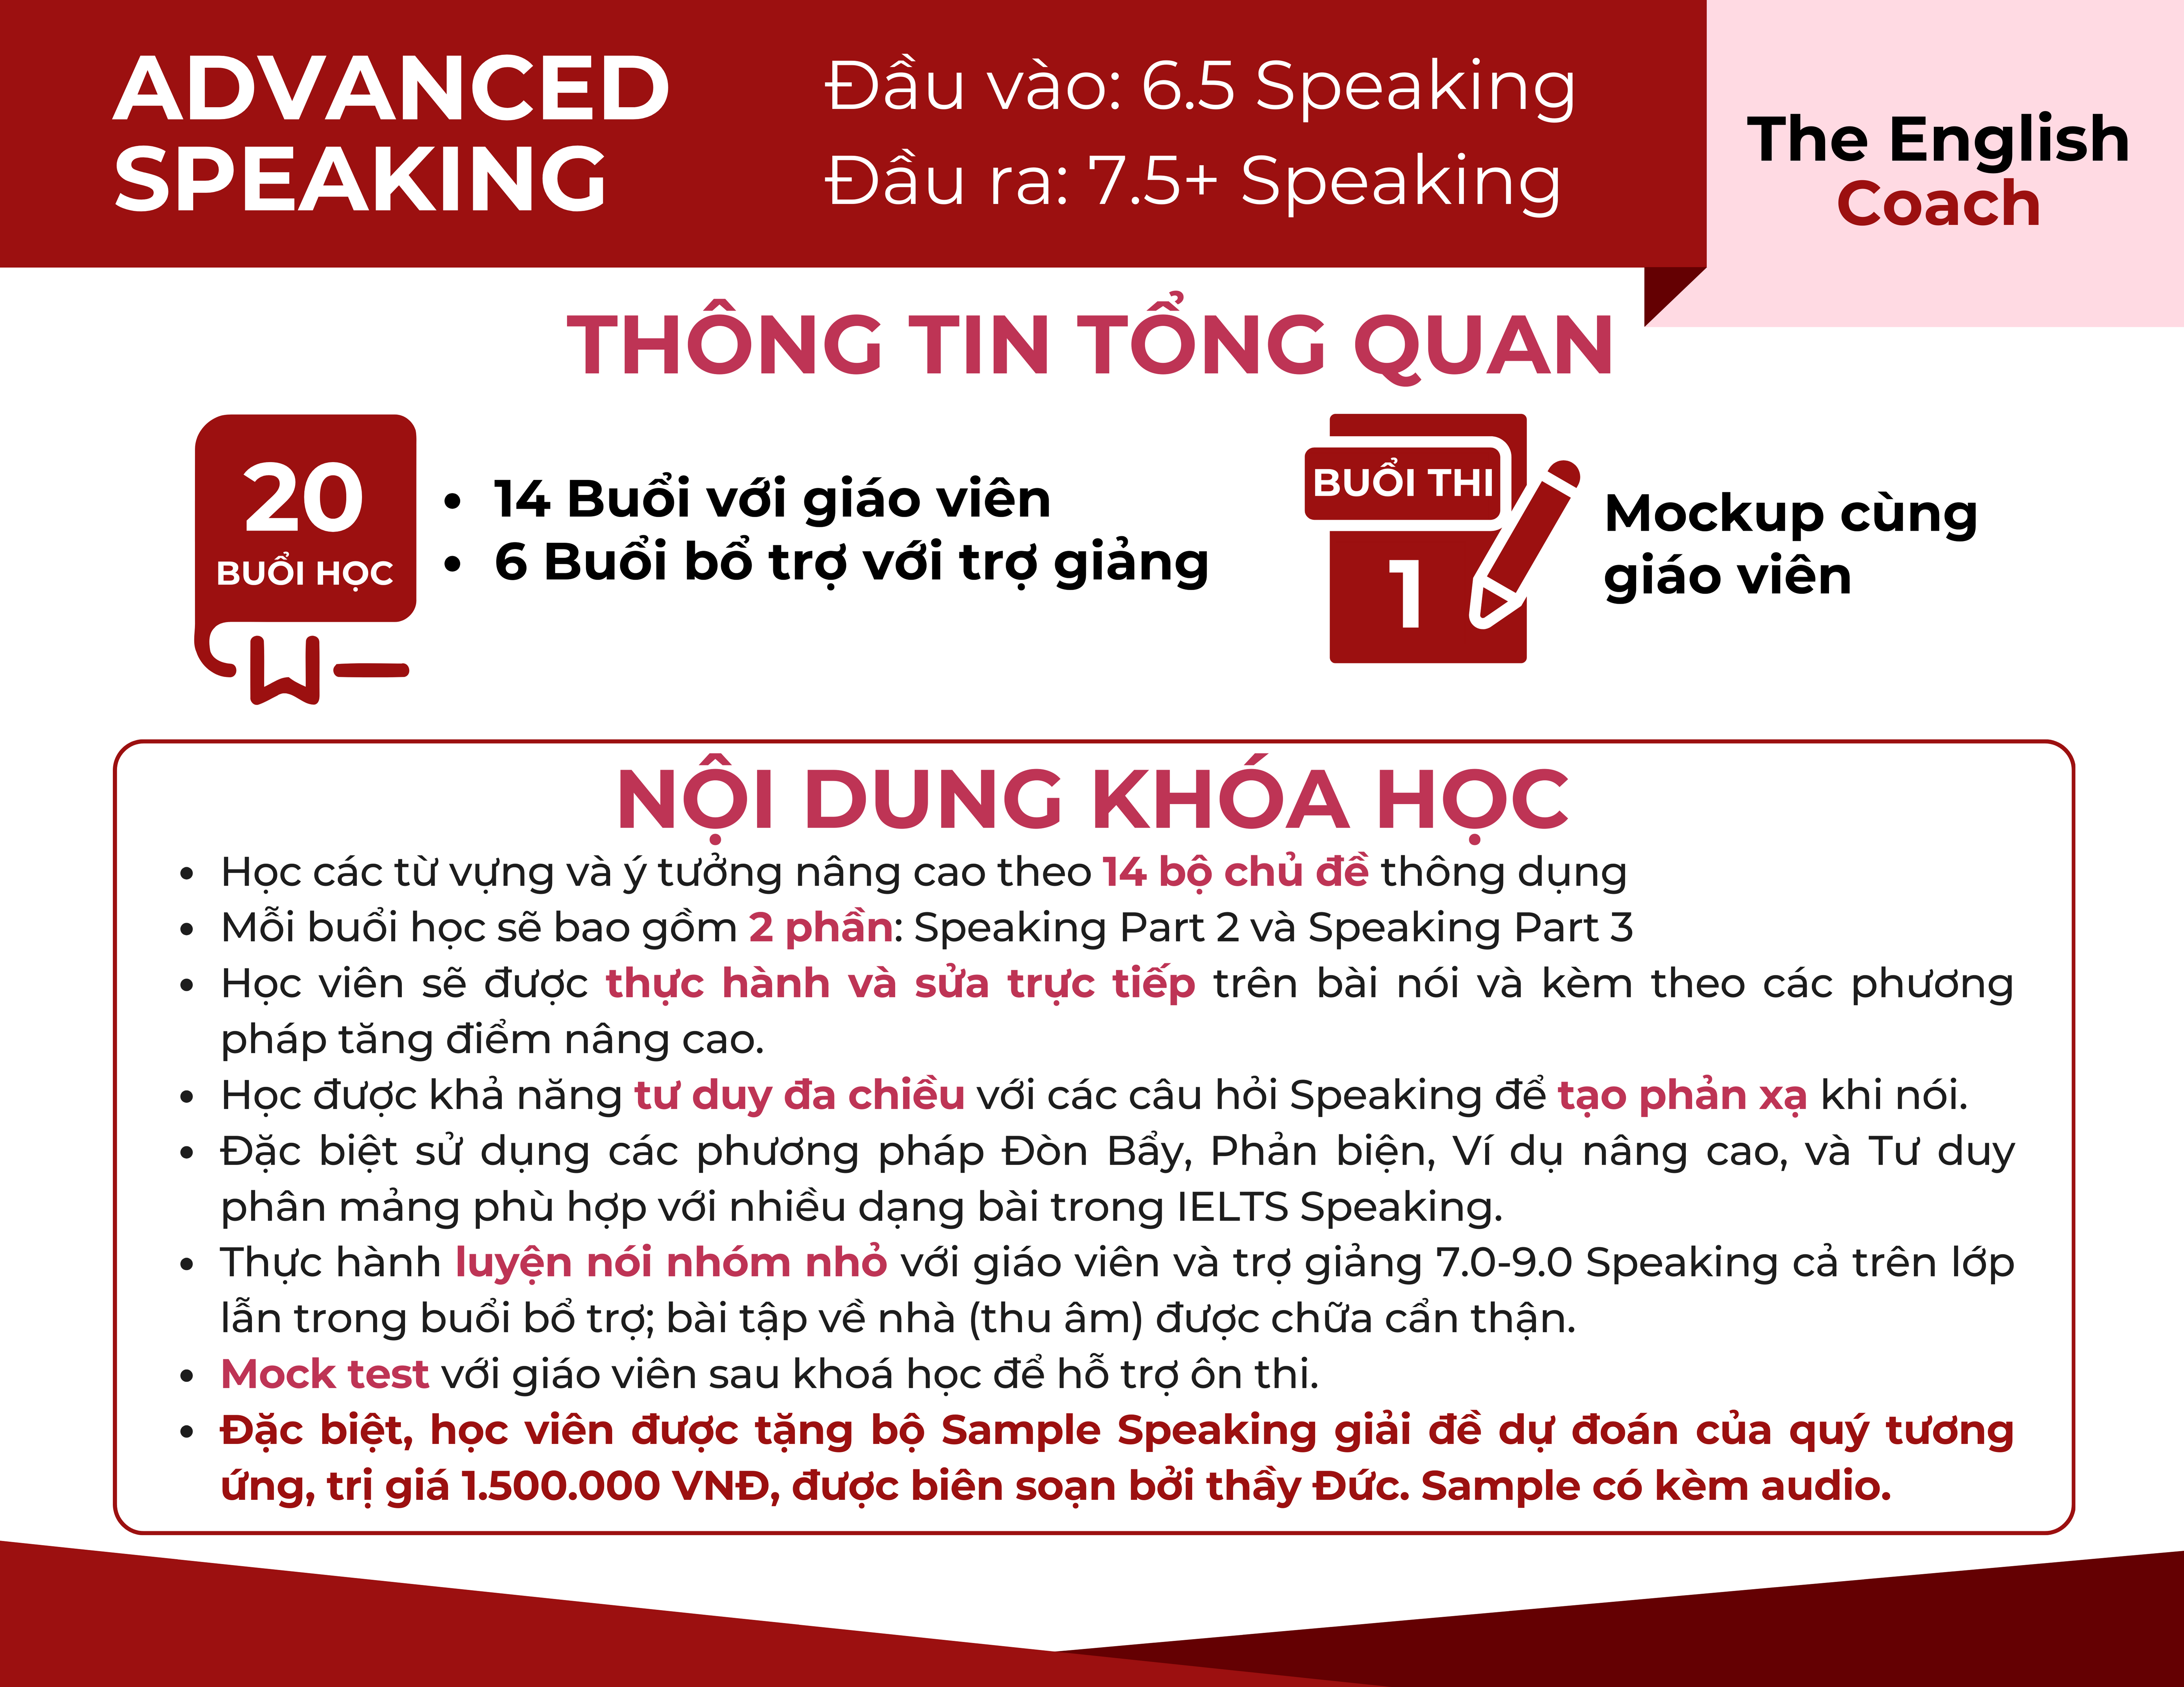 ADVANCED
SPEAKING
Đầu vào: 6.5 Speaking
Đầu ra: 7.5+ Speaking
The English
Coach
THÔNG TIN TỔNG QUAN
20
BUỔI HỌC
• 14 Buổi với giáo viên
• 6 Buổi bổ trợ với trợ giảng
BUỔI THI
1
Mockup cùng
giáo viên
NỘI DUNG KHÓA HỌC
• Học các từ vựng và ý tưởng nâng cao theo 14 bộ chủ đề thông dụng
• Mỗi buổi học sẽ bao gồm 2 phần: Speaking Part 2 và Speaking Part 3
• Học viên sẽ được thực hành và sửa trực tiếp trên bài nói và kèm theo các phương
pháp tăng điểm nâng cao.
• Học được khả năng tư duy đa chiều với các câu hỏi Speaking để tạo phản xạ khi nói.
• Đặc biệt sử dụng các phương pháp Đòn Bẩy, Phản biện, Ví dụ nâng cao, và Tư duy
phân mảng phù hợp với nhiều dạng bài trong IELTS Speaking.
• Thực hành luyện nói nhóm nhỏ với giáo viên và trợ giảng 7.0-9.0 Speaking cả trên lớp
lẫn trong buổi bổ trợ; bài tập về nhà (thu âm) được chữa cẩn thận.
• Mock test với giáo viên sau khoá học để hỗ trợ ôn thi.
• Đặc biệt, học viên được tặng bộ Sample Speaking giải đề dự đoán của quý tương
ứng, trị giá 1.500.000 VNĐ, được biên soạn bởi thầy Đức. Sample có kèm audio.